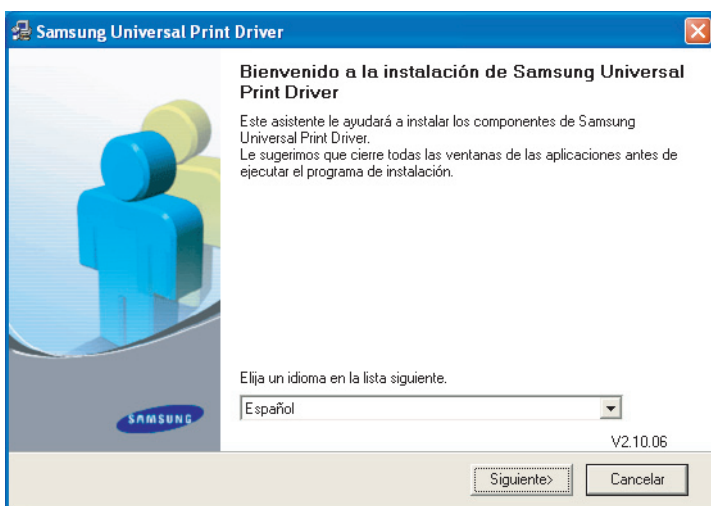 Samsung Universal Print Driver
Bienvenido a la instalación de Samsung Universal
Print Driver
Este asistente le ayudará a instalar los componentes de Samsung
Universal Print Driver.
Le sugerimos que cierre todas las ventanas de las aplicaciones antes de
ejecutar el programa de instalación.
Elija un idioma en la lista siguiente.
Español
SAMSUNG
V2.10.06
Siguiente>
Cancelar